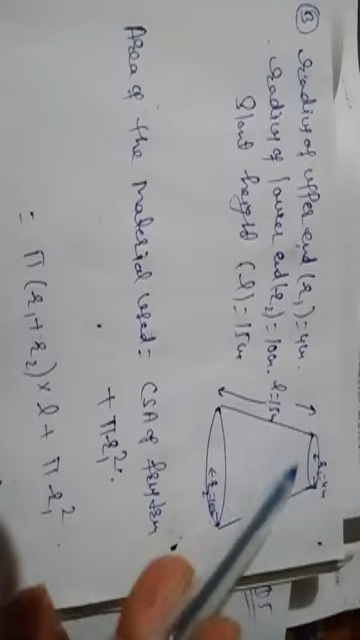 (B) Radius of upper end (r₁) = 4cm.
Radius of lower end (r₂) = 10cm.
Slant height (l) = 15cm
l=15cm
Area of the material used = CSA of frustum
+ πr₁².
= π(r₁+r₂)×l + πr₁².